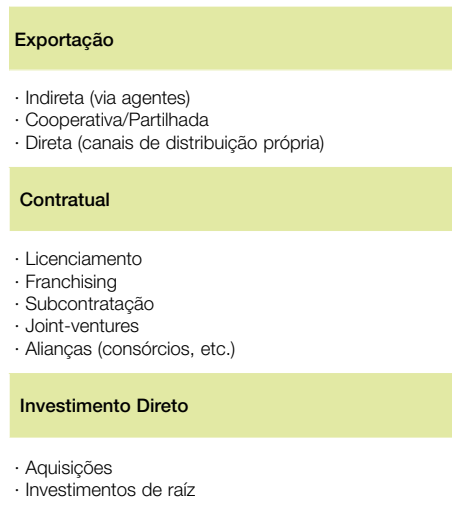 Exportação
· Indireta (via agentes)
· Cooperativa/Partilhada
· Direta (canais de distribuição própria)
Contratual
· Licenciamento
· Franchising
· Subcontratação
· Joint-ventures
· Alianças (consórcios, etc.)
Investimento Direto
· Aquisições
· Investimentos de raíz